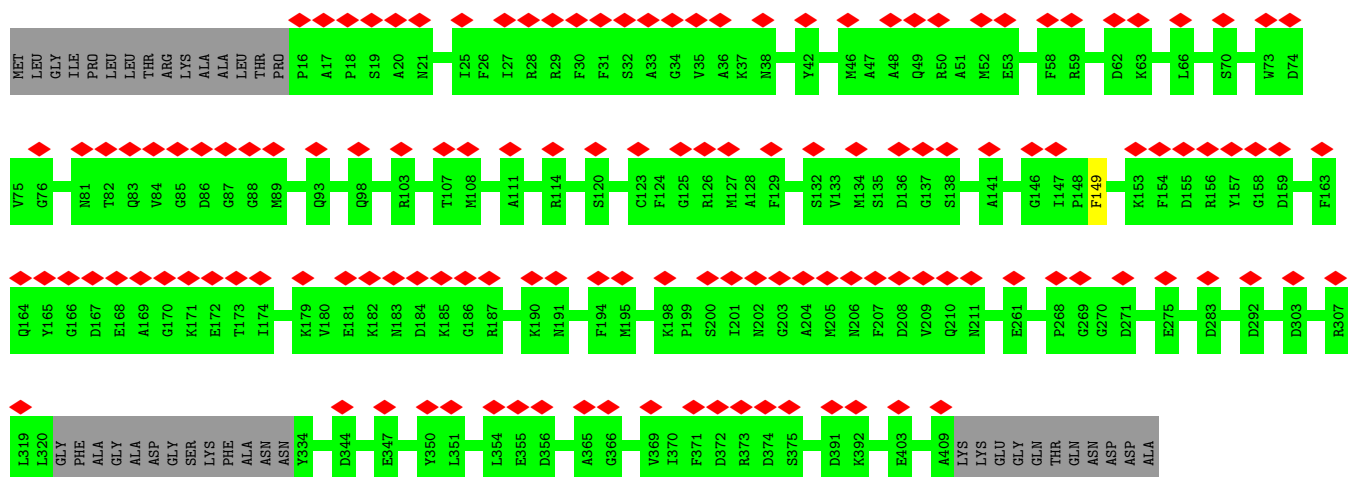 MET LEU GLY ILE PRO LEU LEU THR ARG LYS ALA ALA LEU THR PRO P16 A17 P18 S19 A20 N21 I25 F26 I27 R28 R29 F30 F31 S32 A33 G34 V35 A36 K37 N38 Y42 M46 A47 A48 Q49 R50 A51 M52 E53 F58 R59 D62 K63 L66 S70 W73 D74
V75 G76 N81 T82 Q83 V84 G85 D86 G87 G88 M89 Q93 Q98 R103 T107 M108 A111 R114 S120 C123 F124 G125 R126 M127 A128 F129 S132 V133 M134 S135 D136 G137 S138 A141 G146 I147 P148 F149 K153 F154 D155 R156 Y157 G158 D159 F163
Q164 Y165 G166 D167 E168 A169 G170 K171 E172 T173 I174 K179 V180 E181 K182 N183 D184 K185 G186 R187 K190 N191 F194 M195 K198 P199 S200 I201 N202 G203 A204 M205 N206 F207 D208 V209 Q210 N211 E261 P268 G269 G270 D271 E275 D283 D292 D303 R307
L319 L320 GLY PHE ALA GLY ALA ASP GLY SER LYS PHE ALA ASN ASN Y334 D344 E347 Y350 L351 L354 E355 D356 A365 G366 V369 I370 F371 D372 R373 D374 S375 D391 K392 E403 A409 LYS LYS GLU GLY GLN THR GLN ASN ASP ASP ALA